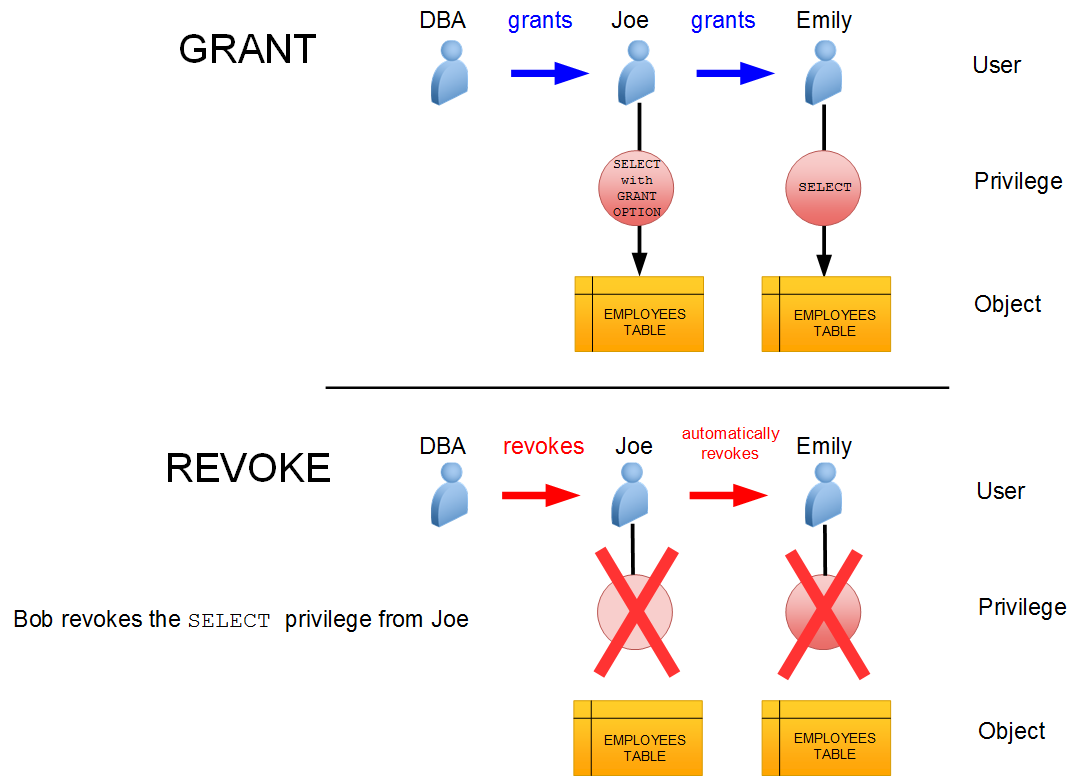 DBA grants Joe grants Emily
GRANT
User
SELECT
with
GRANT
OPTION
SELECT
Privilege
EMPLOYEES
TABLE
EMPLOYEES
TABLE
Object
DBA revokes Joe automatically
revokes Emily
REVOKE
User
Bob revokes the SELECT privilege from Joe
Privilege
EMPLOYEES
TABLE
EMPLOYEES
TABLE
Object